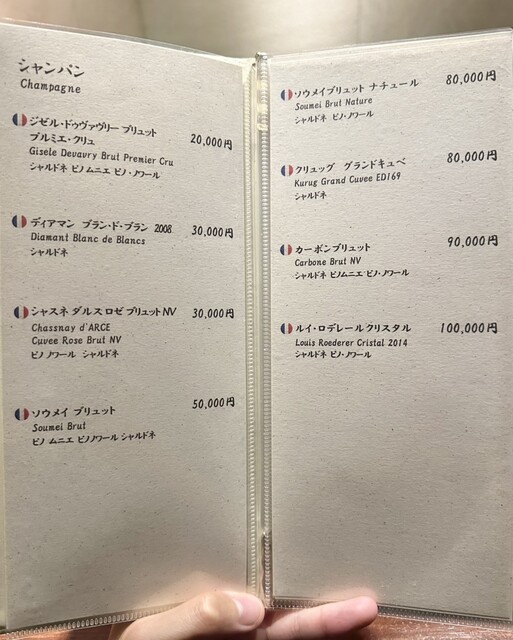 シャンパン
Champagne
ジゼル・ドゥヴァヴリー ブリュット 20,000円
プルミエ・クリュ
Gisele Devavry Brut Premier Cru
シャルドネ ピノムニエ ピノ・ノワール
ディアマン ブラン・ド・ブラン 2008 30,000円
Diamant Blanc de Blancs
シャルドネ
シャスネ ダルス ロゼ ブリュットNV 30,000円
Chassnay d'ARCE
Cuvee Rose Brut NV
ピノ ノワール シャルドネ
ソウメイ ブリュット 50,000円
Soumei Brut
ピノ ムニエ ピノノワール シャルドネ
ソウメイブリュット ナチュール 80,000円
Soumei Brut Nature
シャルドネ ピノ・ノワール
クリュッグ グランドキュベ 80,000円
Kurug Grand Cuvee ED169
シャルドネ
カーボンブリュット 90,000円
Carbone Brut NV
シャルドネ ピノムニエ ピノ・ノワール
ルイ・ロデレールクリスタル 100,000円
Louis Roederer Cristal 2014
シャルドネ ピノ・ノワール